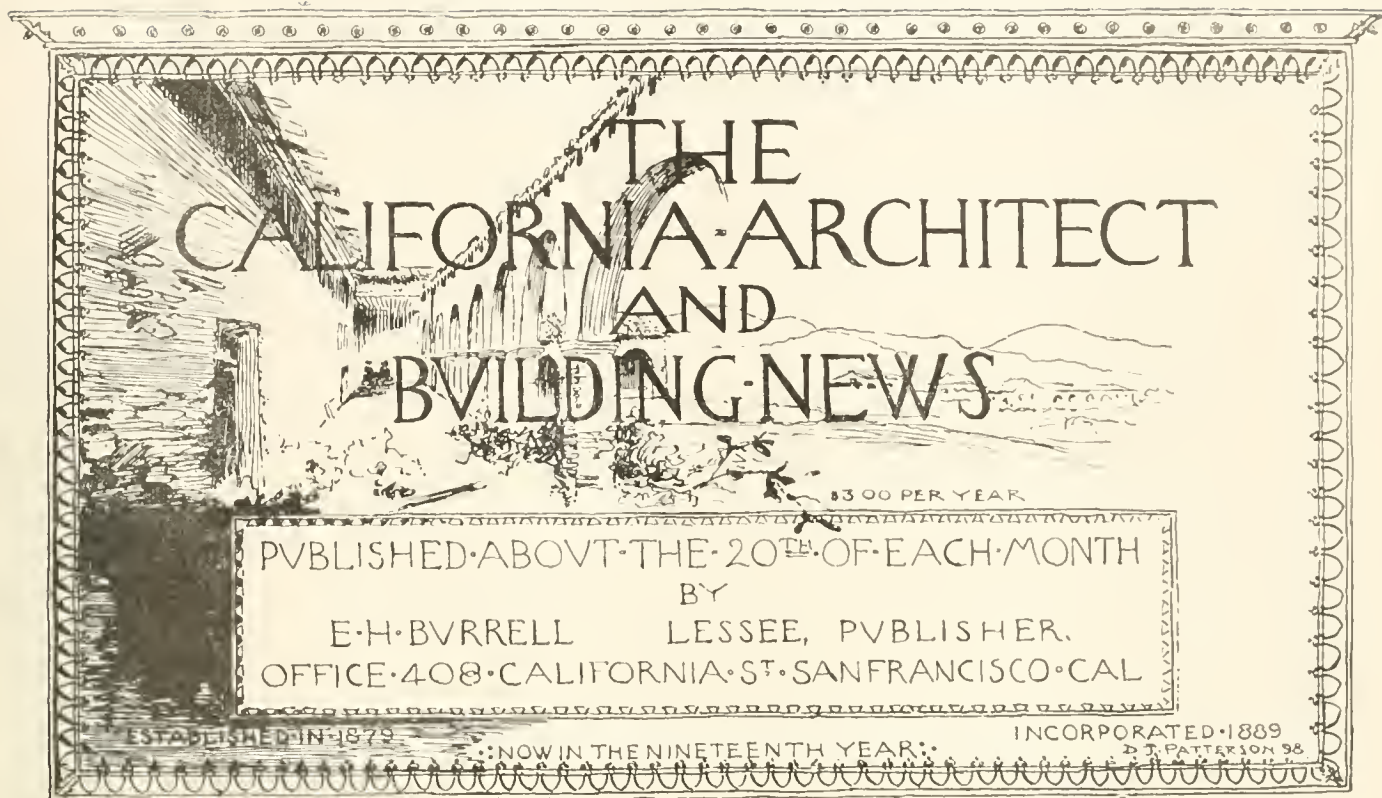 THE
CALIFORNIA·ARCHITECT
AND
BVILDING·NEWS
$3 00 PER YEAR
PVBLISHED·ABOVT·THE·20TH·OF·EACH·MONTH
BY
E·H·BVRRELL LESSEE, PVBLISHER.
OFFICE·408·CALIFORNIA·ST·SANFRANCISCO·CAL
ESTABLISHED·IN·1879
INCORPORATED·1889
NOW IN THE NINETEENTH YEAR
D.J. PATTERSON 98